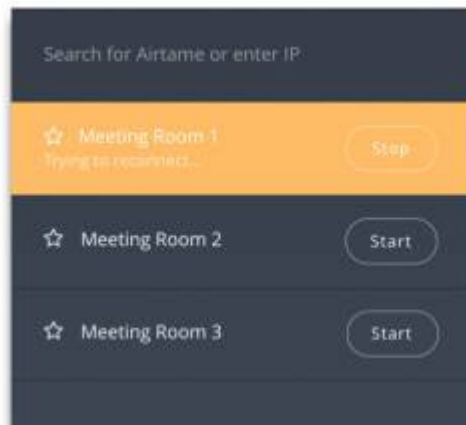 Search for Airtame or enter IP
Meeting Room 1
Trying to reconnect...
Stop
Meeting Room 2
Start
Meeting Room 3
Start